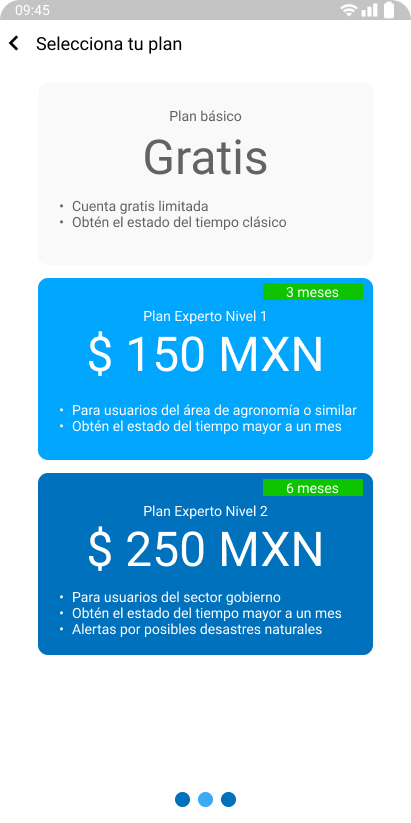 09:45
Selecciona tu plan
Plan básico
Gratis
• Cuenta gratis limitada
• Obtén el estado del tiempo clásico
3 meses
Plan Experto Nivel 1
$ 150 MXN
• Para usuarios del área de agronomía o similar
• Obtén el estado del tiempo mayor a un mes
6 meses
Plan Experto Nivel 2
$ 250 MXN
• Para usuarios del sector gobierno
• Obtén el estado del tiempo mayor a un mes
• Alertas por posibles desastres naturales